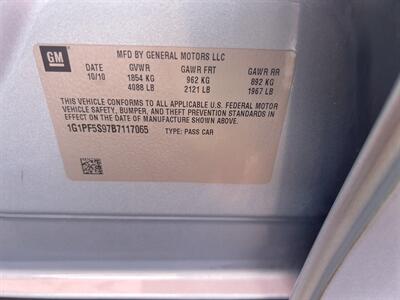 GM
MFD BY GENERAL MOTORS LLC
DATE GVWR GAWR FRT GAWR RR
10/10 1854 KG 962 KG 892 KG
4088 LB 2121 LB 1967 LB
THIS VEHICLE CONFORMS TO ALL APPLICABLE U.S. FEDERAL MOTOR
VEHICLE SAFETY, BUMPER, AND THEFT PREVENTION STANDARDS IN
EFFECT ON THE DATE OF MANUFACTURE SHOWN ABOVE.
1G1PF5S97B7117065 TYPE: PASS CAR